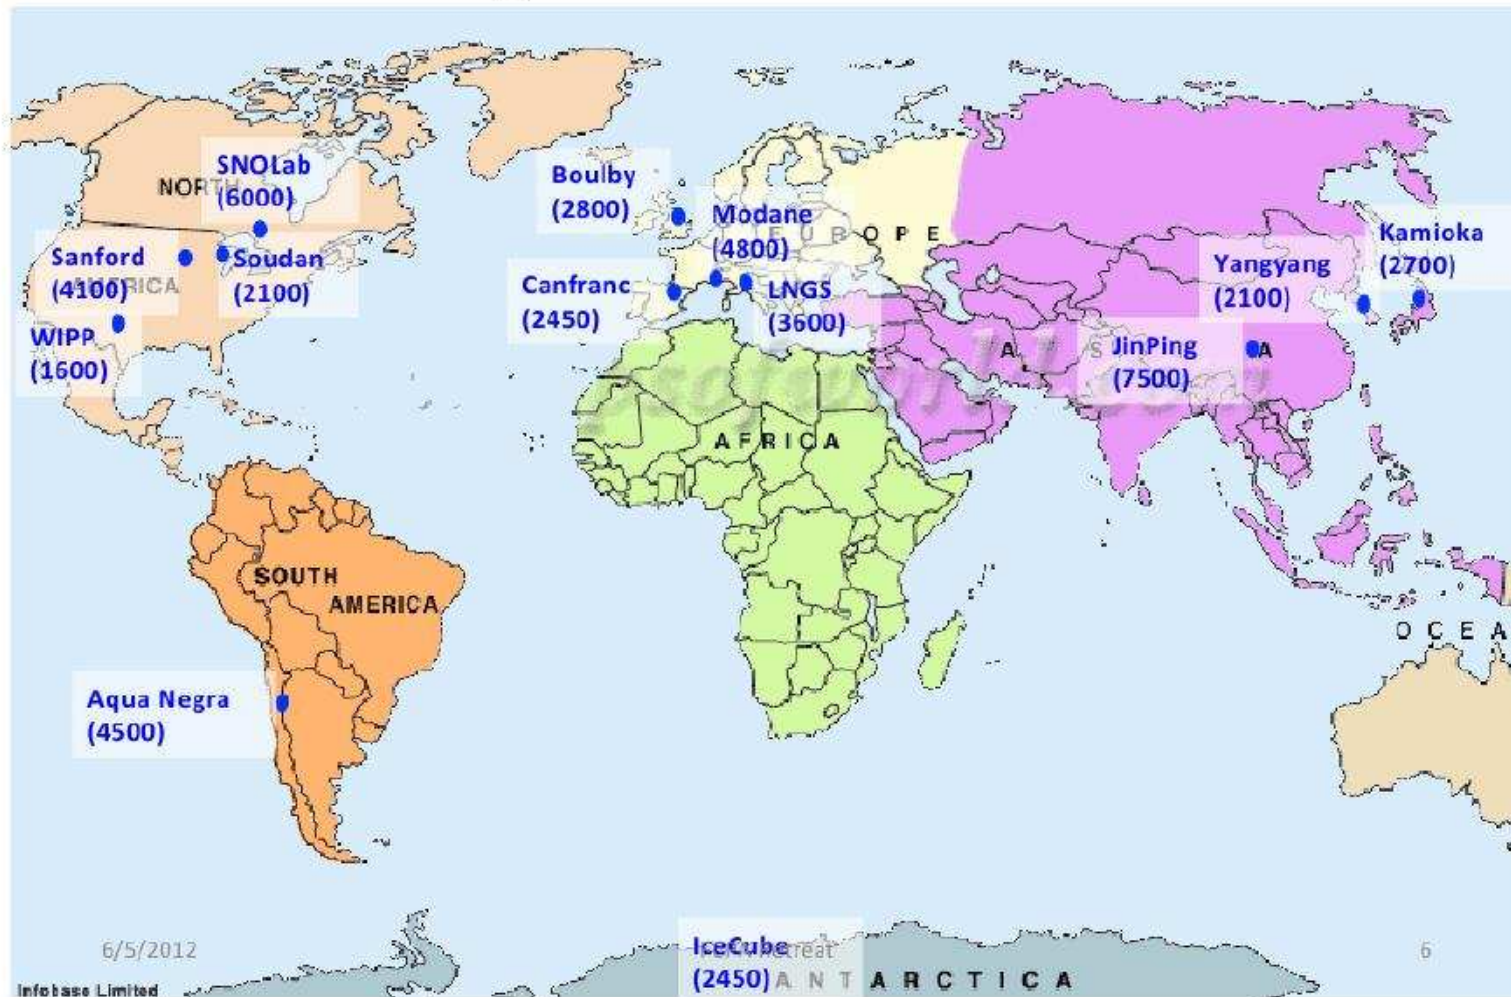 SNOLab
(6000)
NORTH
AMERICA
Sanford
(4100)
Soudan
(2100)
WIPP
(1600)
Boulby
(2800)
Modane
(4800)
EUROPE
Canfranc
(2450)
LNGS
(3600)
Kamioka
(2700)
Yangyang
(2100)
JinPing
(7500)
A S I A
AFRICA
SOUTH
AMERICA
Aqua Negra
(4500)
OCEA
6/5/2012
IceCube
(2450)
Retreat
6
ANTARCTICA
Infobase Limited